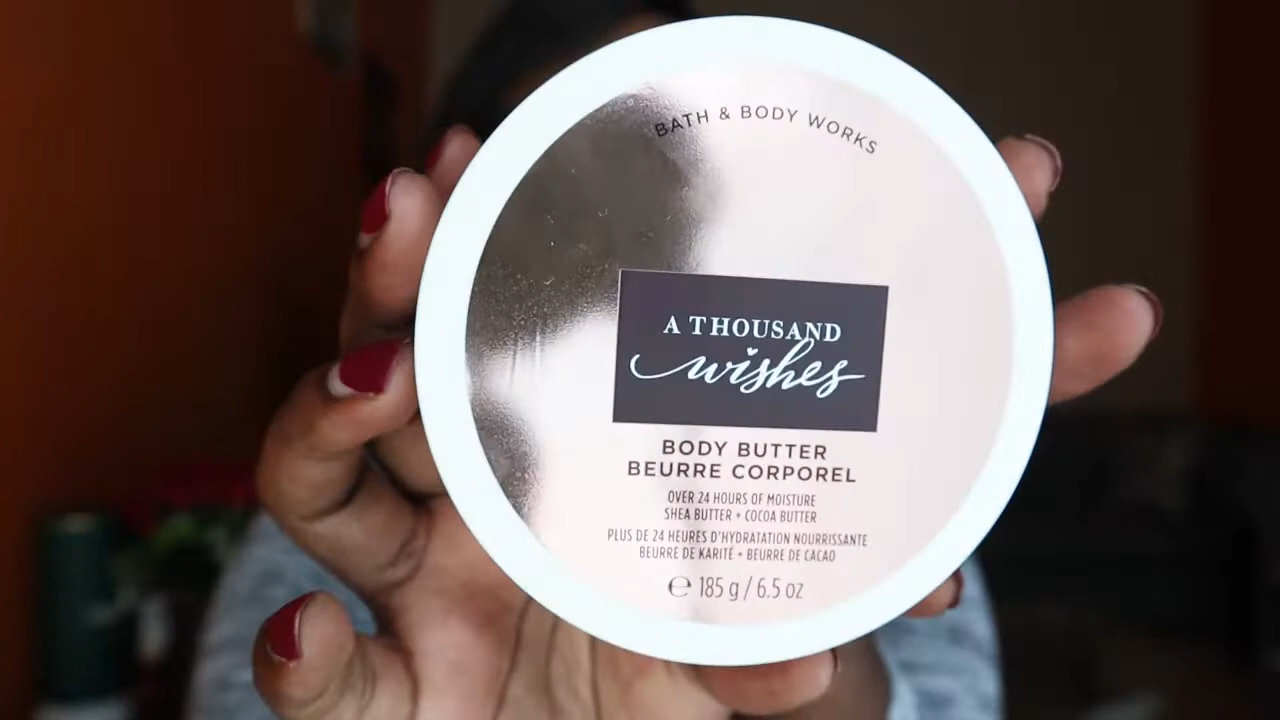 BATH & BODY WORKS
A THOUSAND
wishes
BODY BUTTER
BEURRE CORPOREL
OVER 24 HOURS OF MOISTURE
SHEA BUTTER + COCOA BUTTER
PLUS DE 24 HEURES D'HYDRATATION NOURRISSANTE
BEURRE DE KARITÉ + BEURRE DE CACAO
℮ 185 g / 6.5 oz